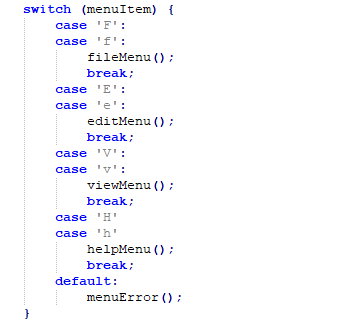 switch (menuItem) {
    case 'F':
    case 'f':
        fileMenu();
        break;
    case 'E':
    case 'e':
        editMenu();
        break;
    case 'V':
    case 'v':
        viewMenu();
        break;
    case 'H'
    case 'h'
        helpMenu();
        break;
    default:
        menuError();
}